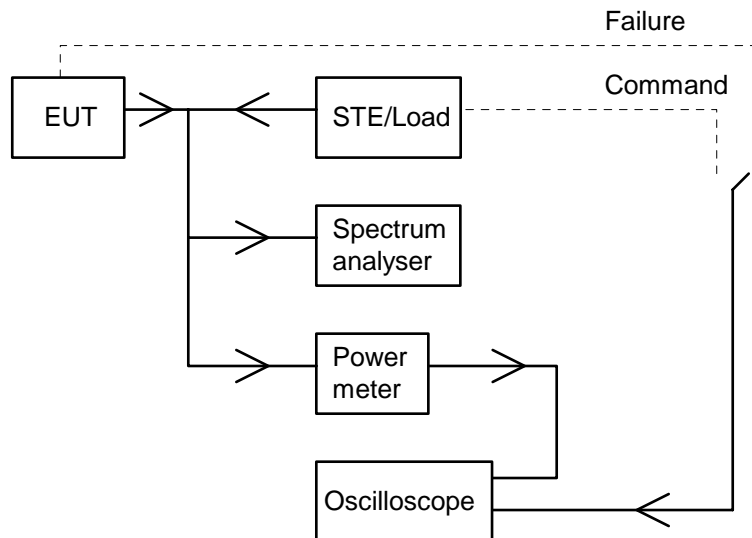 Failure
EUT
STE/Load
Command
Spectrum
analyser
Power
meter
Oscilloscope